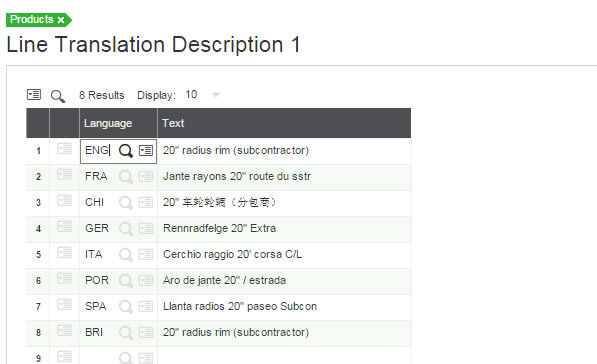 Products ×
Line Translation Description 1
8 Results Display: 10
Language Text
1 ENG 20" radius rim (subcontractor)
2 FRA Jante rayons 20" route du sstr
3 CHI 20" 车轮轮辋（分包商）
4 GER Rennradfelge 20" Extra
5 ITA Cerchio raggio 20' corsa C/L
6 POR Aro de jante 20" / estrada
7 SPA Llanta radios 20" paseo Subcon
8 BRI 20" radius rim (subcontractor)
9